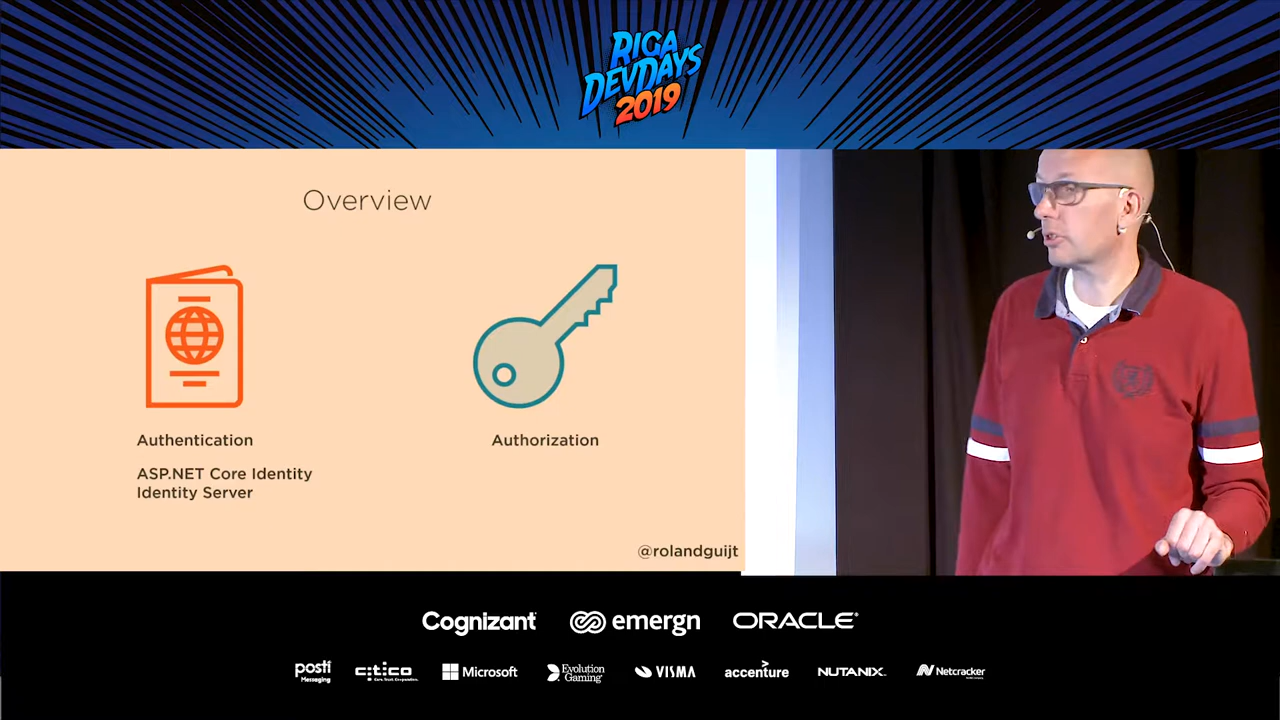 RIGA
DEVDAYS
2019
Overview
Authentication
Authorization
ASP.NET Core Identity
Identity Server
@rolandguijt
Cognizant
emergn
ORACLE
posti
Messaging
citico
Microsoft
Evolution
Gaming
VISMA
accenture
NUTANIX
Netcracker